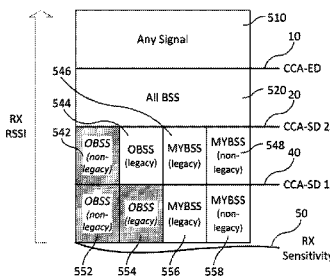 510
Any Signal
10
546
CCA-ED
544
All BSS
520
20
RX
RSSI
542
CCA-SD 2
OBSS
(non-
legacy)
OBSS
(legacy)
MYBSS
(legacy)
MYBSS
(non-
legacy)
548
40
CCA-SD 1
OBSS
(non-
legacy)
OBSS
(legacy)
MYBSS
(legacy)
MYBSS
(non-
legacy)
50
RX
Sensitivity
552
554
556
558